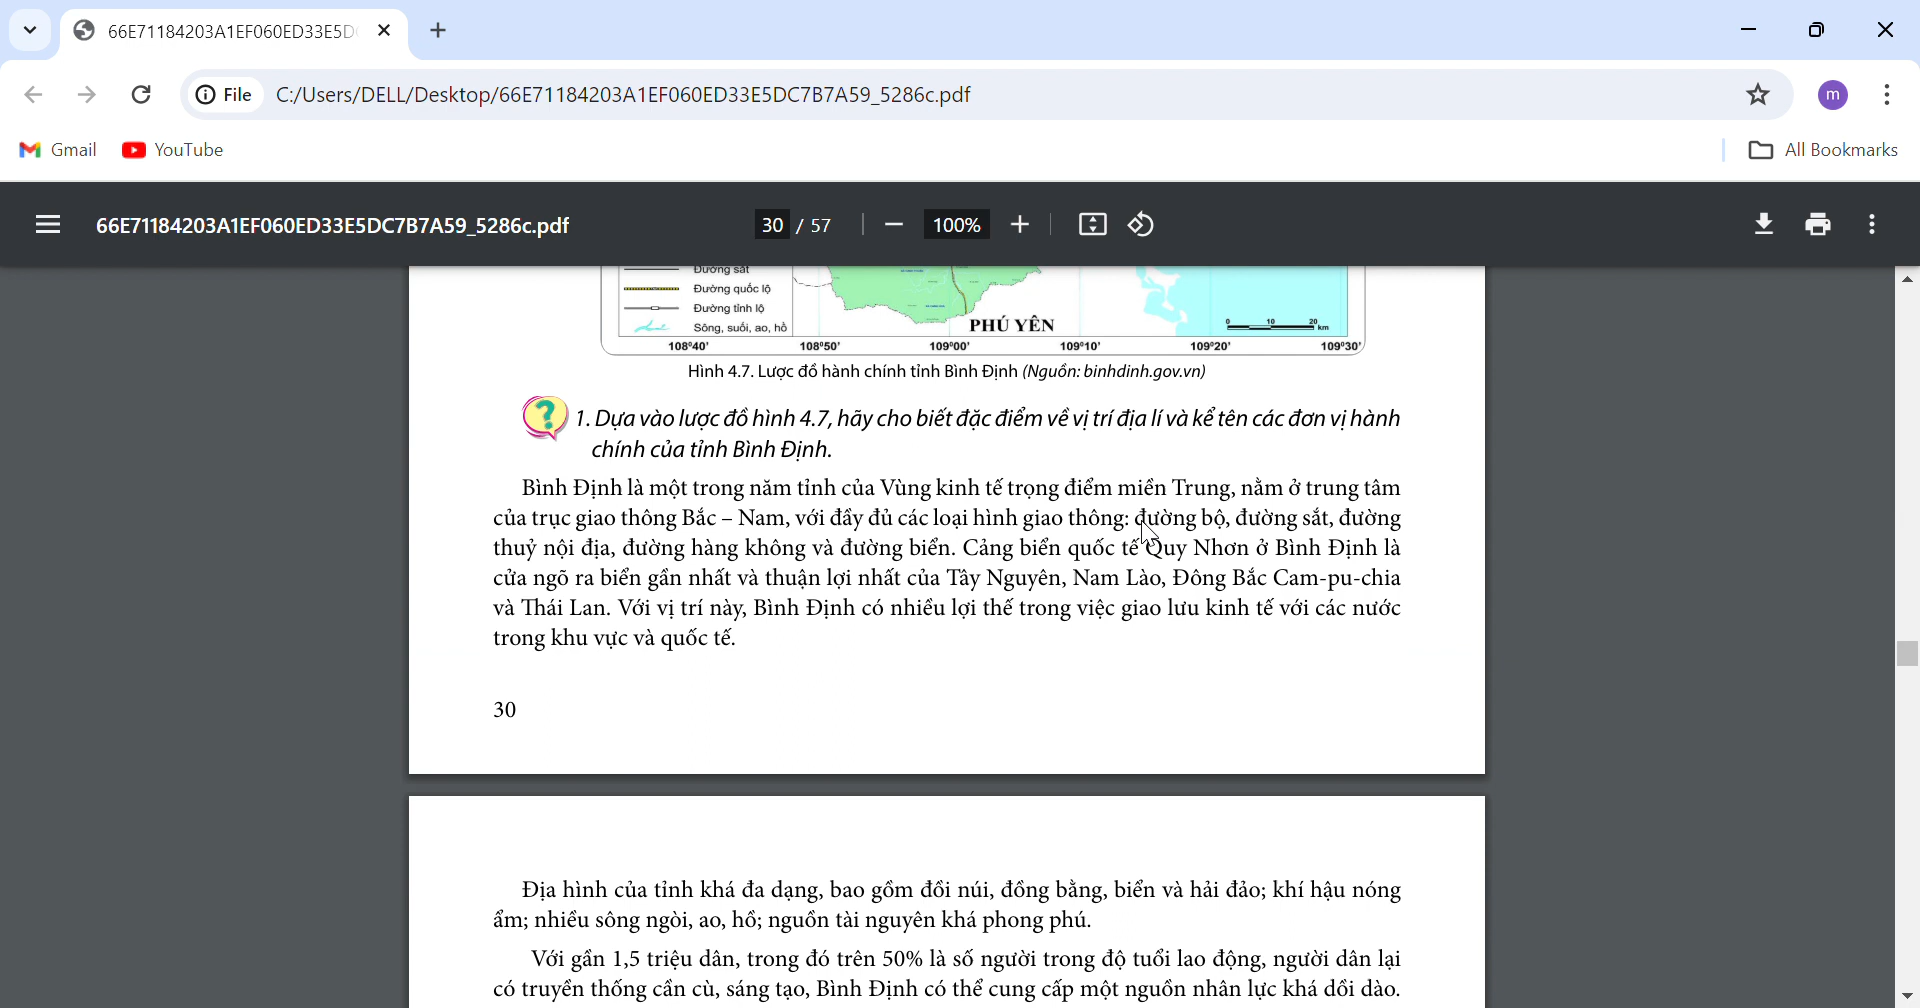 66E71184203A1EF060ED33E5D
File
C:/Users/DELL/Desktop/66E71184203A1EF060ED33E5DC7B7A59_5286c.pdf
m
Gmail
YouTube
All Bookmarks
66E71184203A1EF060ED33E5DC7B7A59_5286c.pdf
30 / 57
100%
Đường sắt
Đường quốc lộ
Đường tỉnh lộ
Sông, suối, ao, hồ
PHÚ YÊN
0 10 20 km
108°40' 108°50' 109°00' 109°10' 109°20' 109°30'
Hình 4.7. Lược đồ hành chính tỉnh Bình Định (Nguồn: binhdinh.gov.vn)
?
1. Dựa vào lược đồ hình 4.7, hãy cho biết đặc điểm về vị trí địa lí và kể tên các đơn vị hành
chính của tỉnh Bình Định.
Bình Định là một trong năm tỉnh của Vùng kinh tế trọng điểm miền Trung, nằm ở trung tâm
của trục giao thông Bắc – Nam, với đầy đủ các loại hình giao thông: đường bộ, đường sắt, đường
thuỷ nội địa, đường hàng không và đường biển. Cảng biển quốc tế Quy Nhơn ở Bình Định là
cửa ngõ ra biển gần nhất và thuận lợi nhất của Tây Nguyên, Nam Lào, Đông Bắc Cam-pu-chia
và Thái Lan. Với vị trí này, Bình Định có nhiều lợi thế trong việc giao lưu kinh tế với các nước
trong khu vực và quốc tế.
30
Địa hình của tỉnh khá đa dạng, bao gồm đồi núi, đồng bằng, biển và hải đảo; khí hậu nóng
ẩm; nhiều sông ngòi, ao, hồ; nguồn tài nguyên khá phong phú.
Với gần 1,5 triệu dân, trong đó trên 50% là số người trong độ tuổi lao động, người dân lại
có truyền thống cần cù, sáng tạo, Bình Định có thể cung cấp một nguồn nhân lực khá dồi dào.